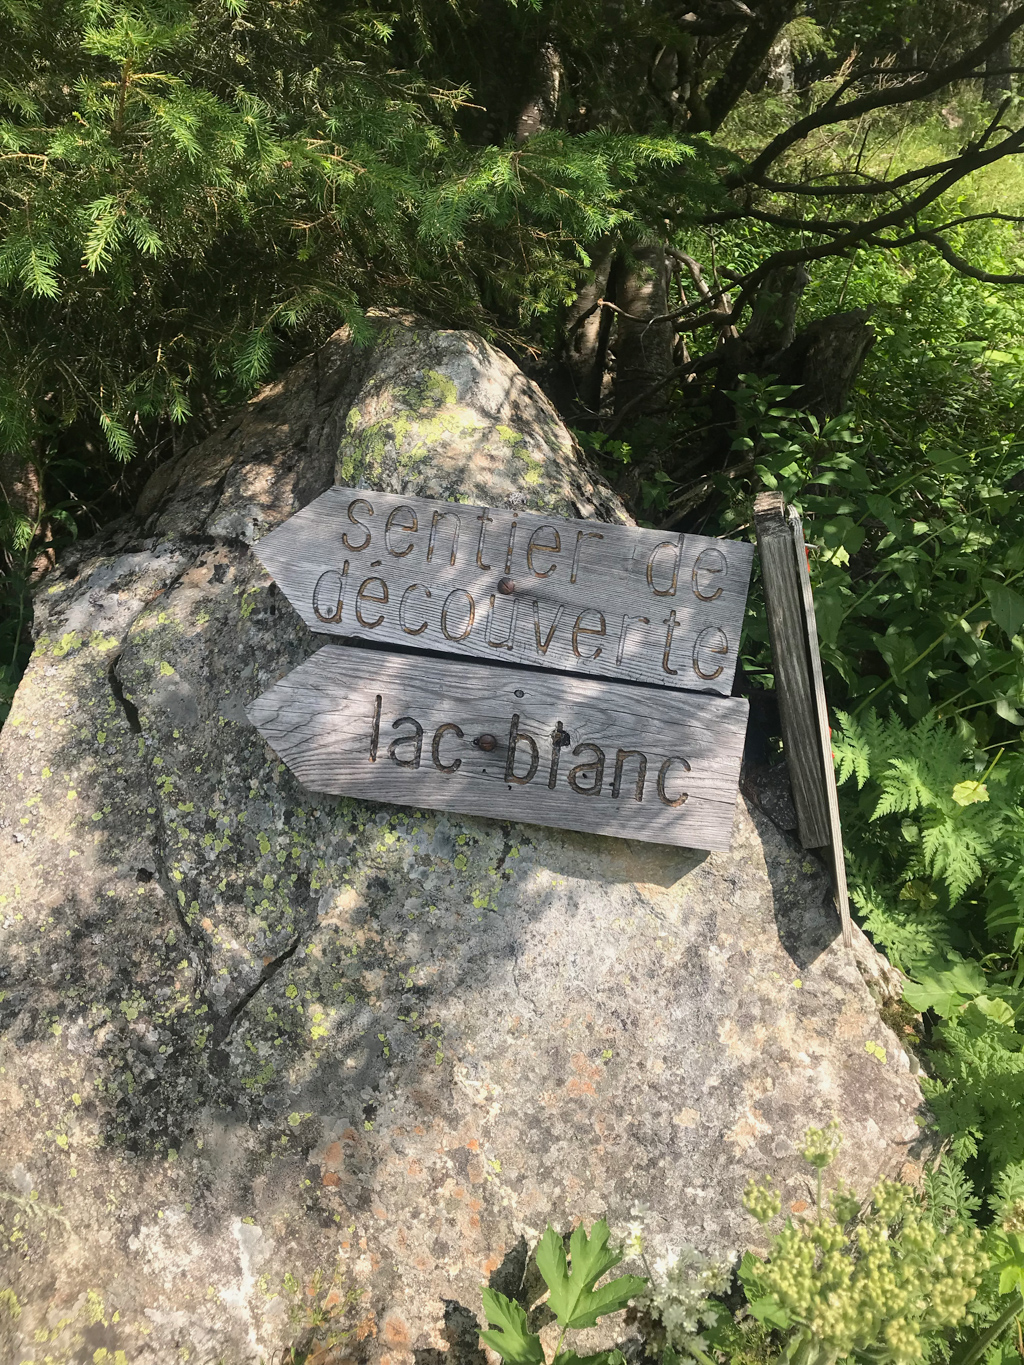 sentier de
découverte
lac blanc